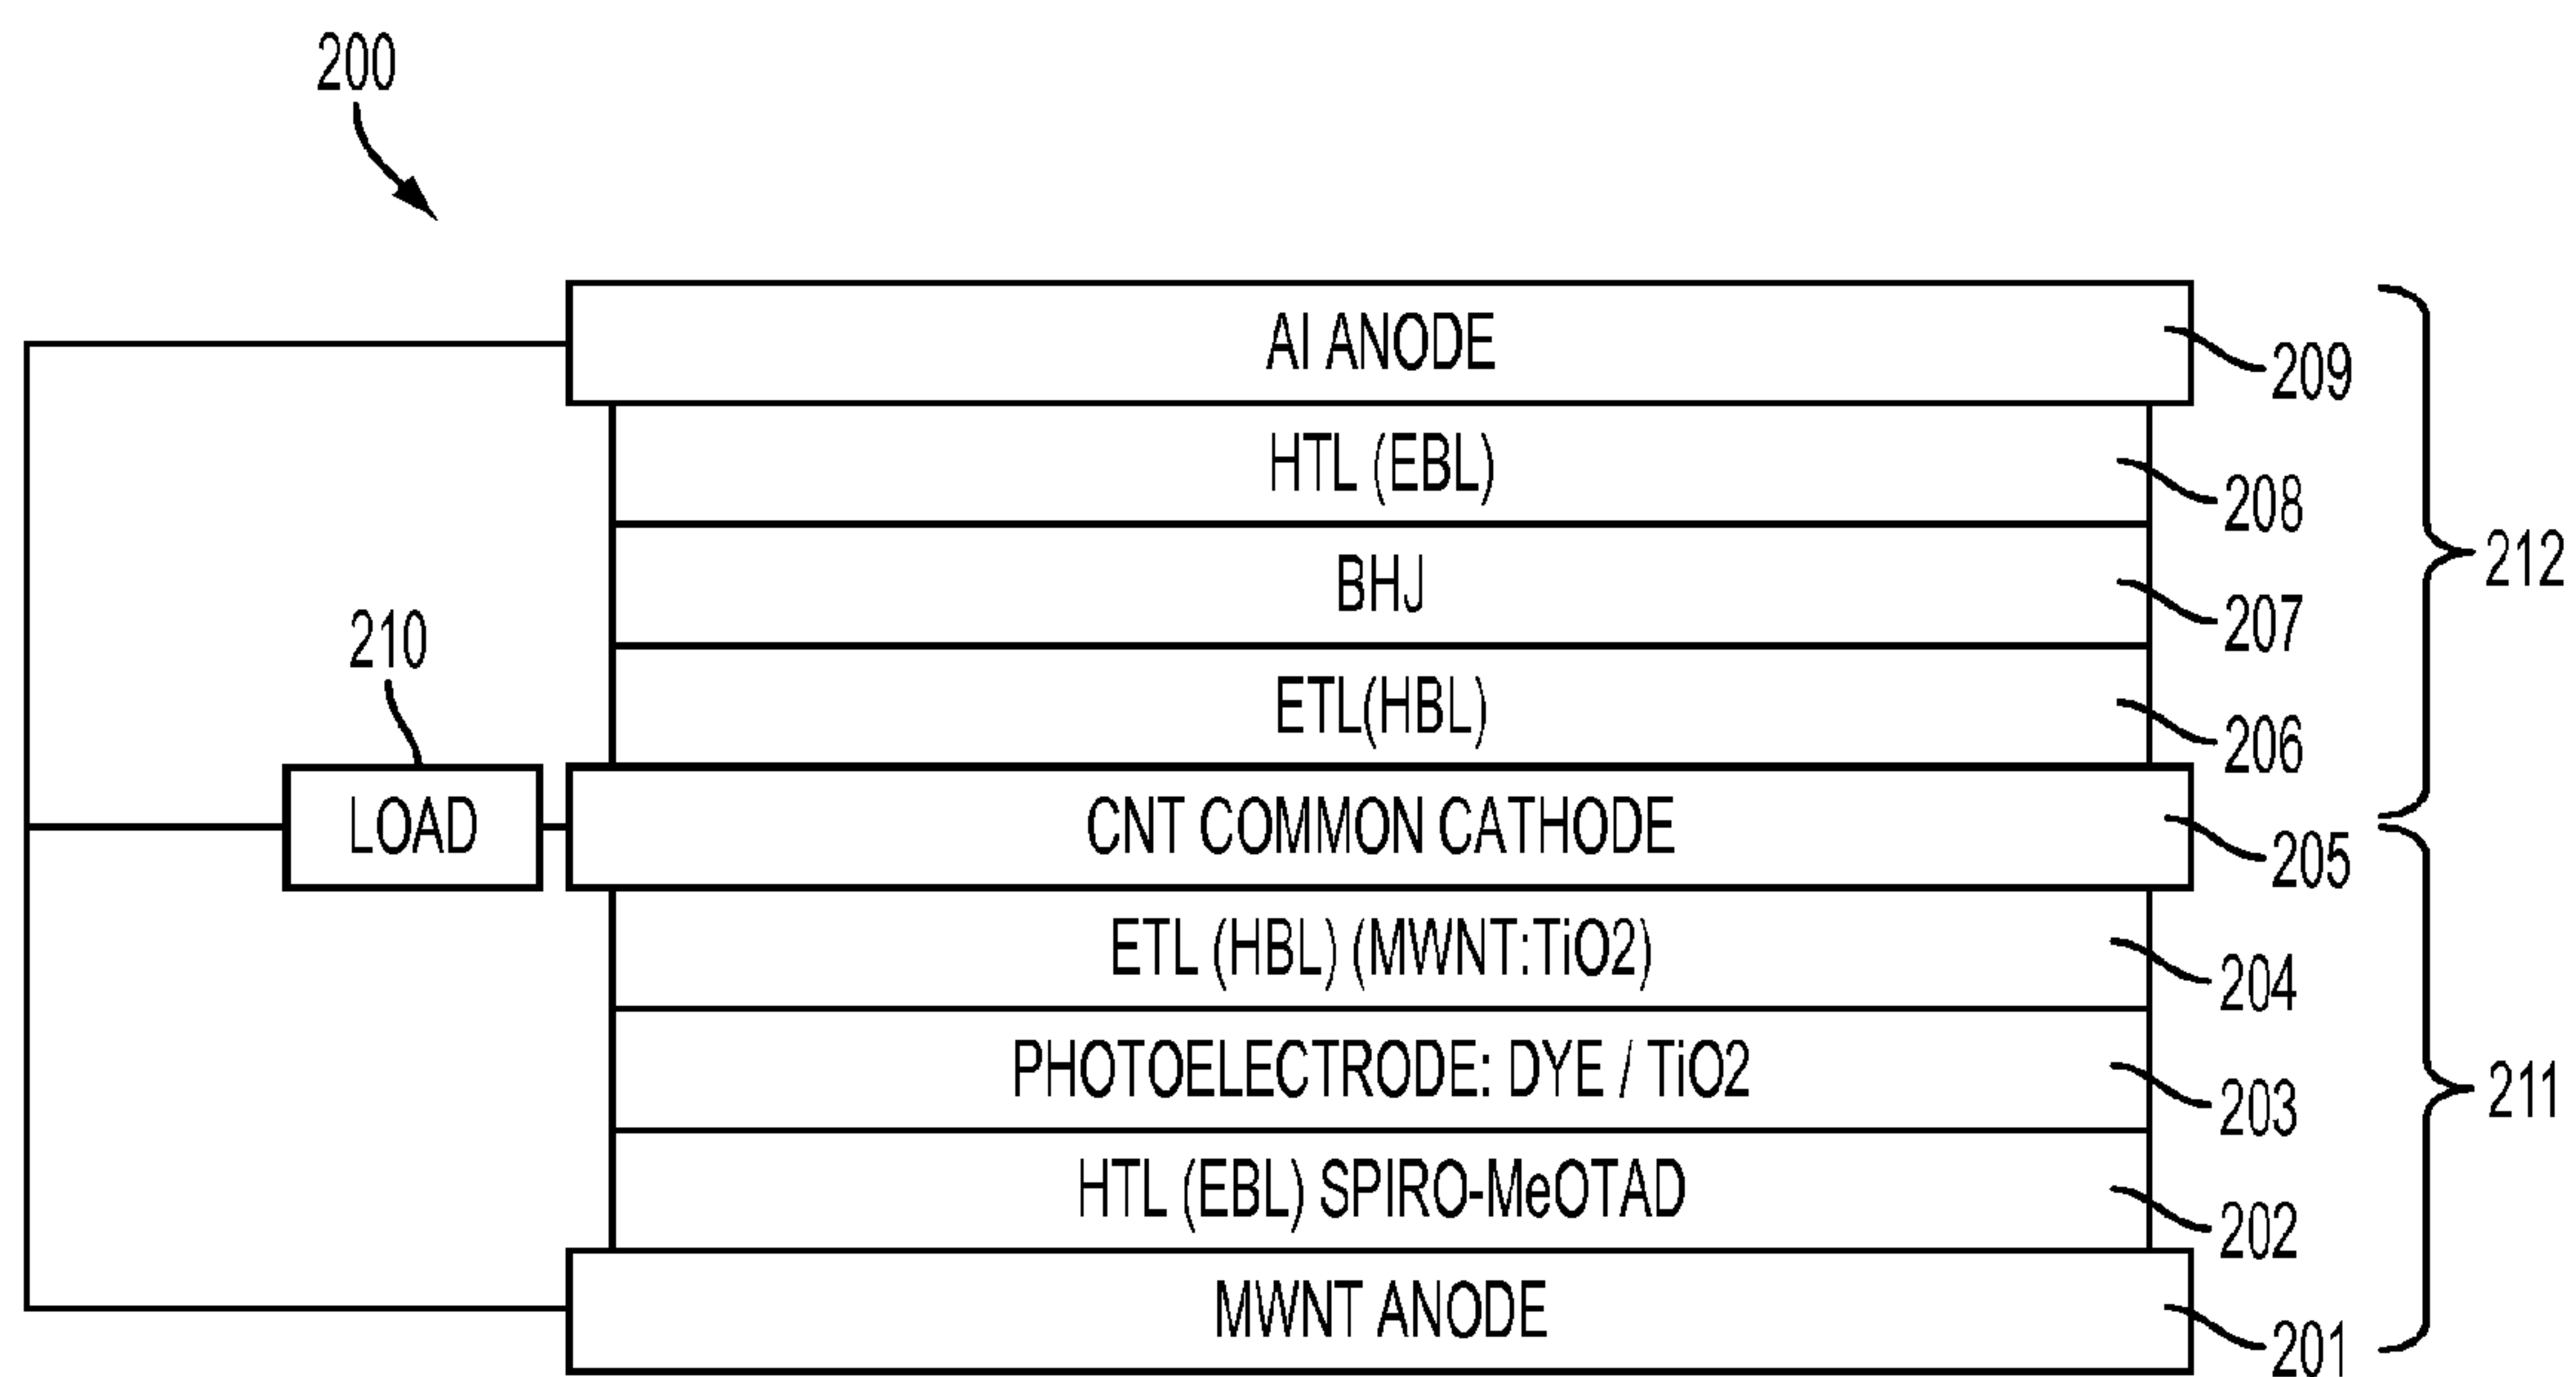 200
Al ANODE
209
HTL (EBL)
208
BHJ
207
212
210
ETL(HBL)
206
LOAD
CNT COMMON CATHODE
205
ETL (HBL) (MWNT:TiO2)
204
PHOTOELECTRODE: DYE / TiO2
203
211
HTL (EBL) SPIRO-MeOTAD
202
MWNT ANODE
201